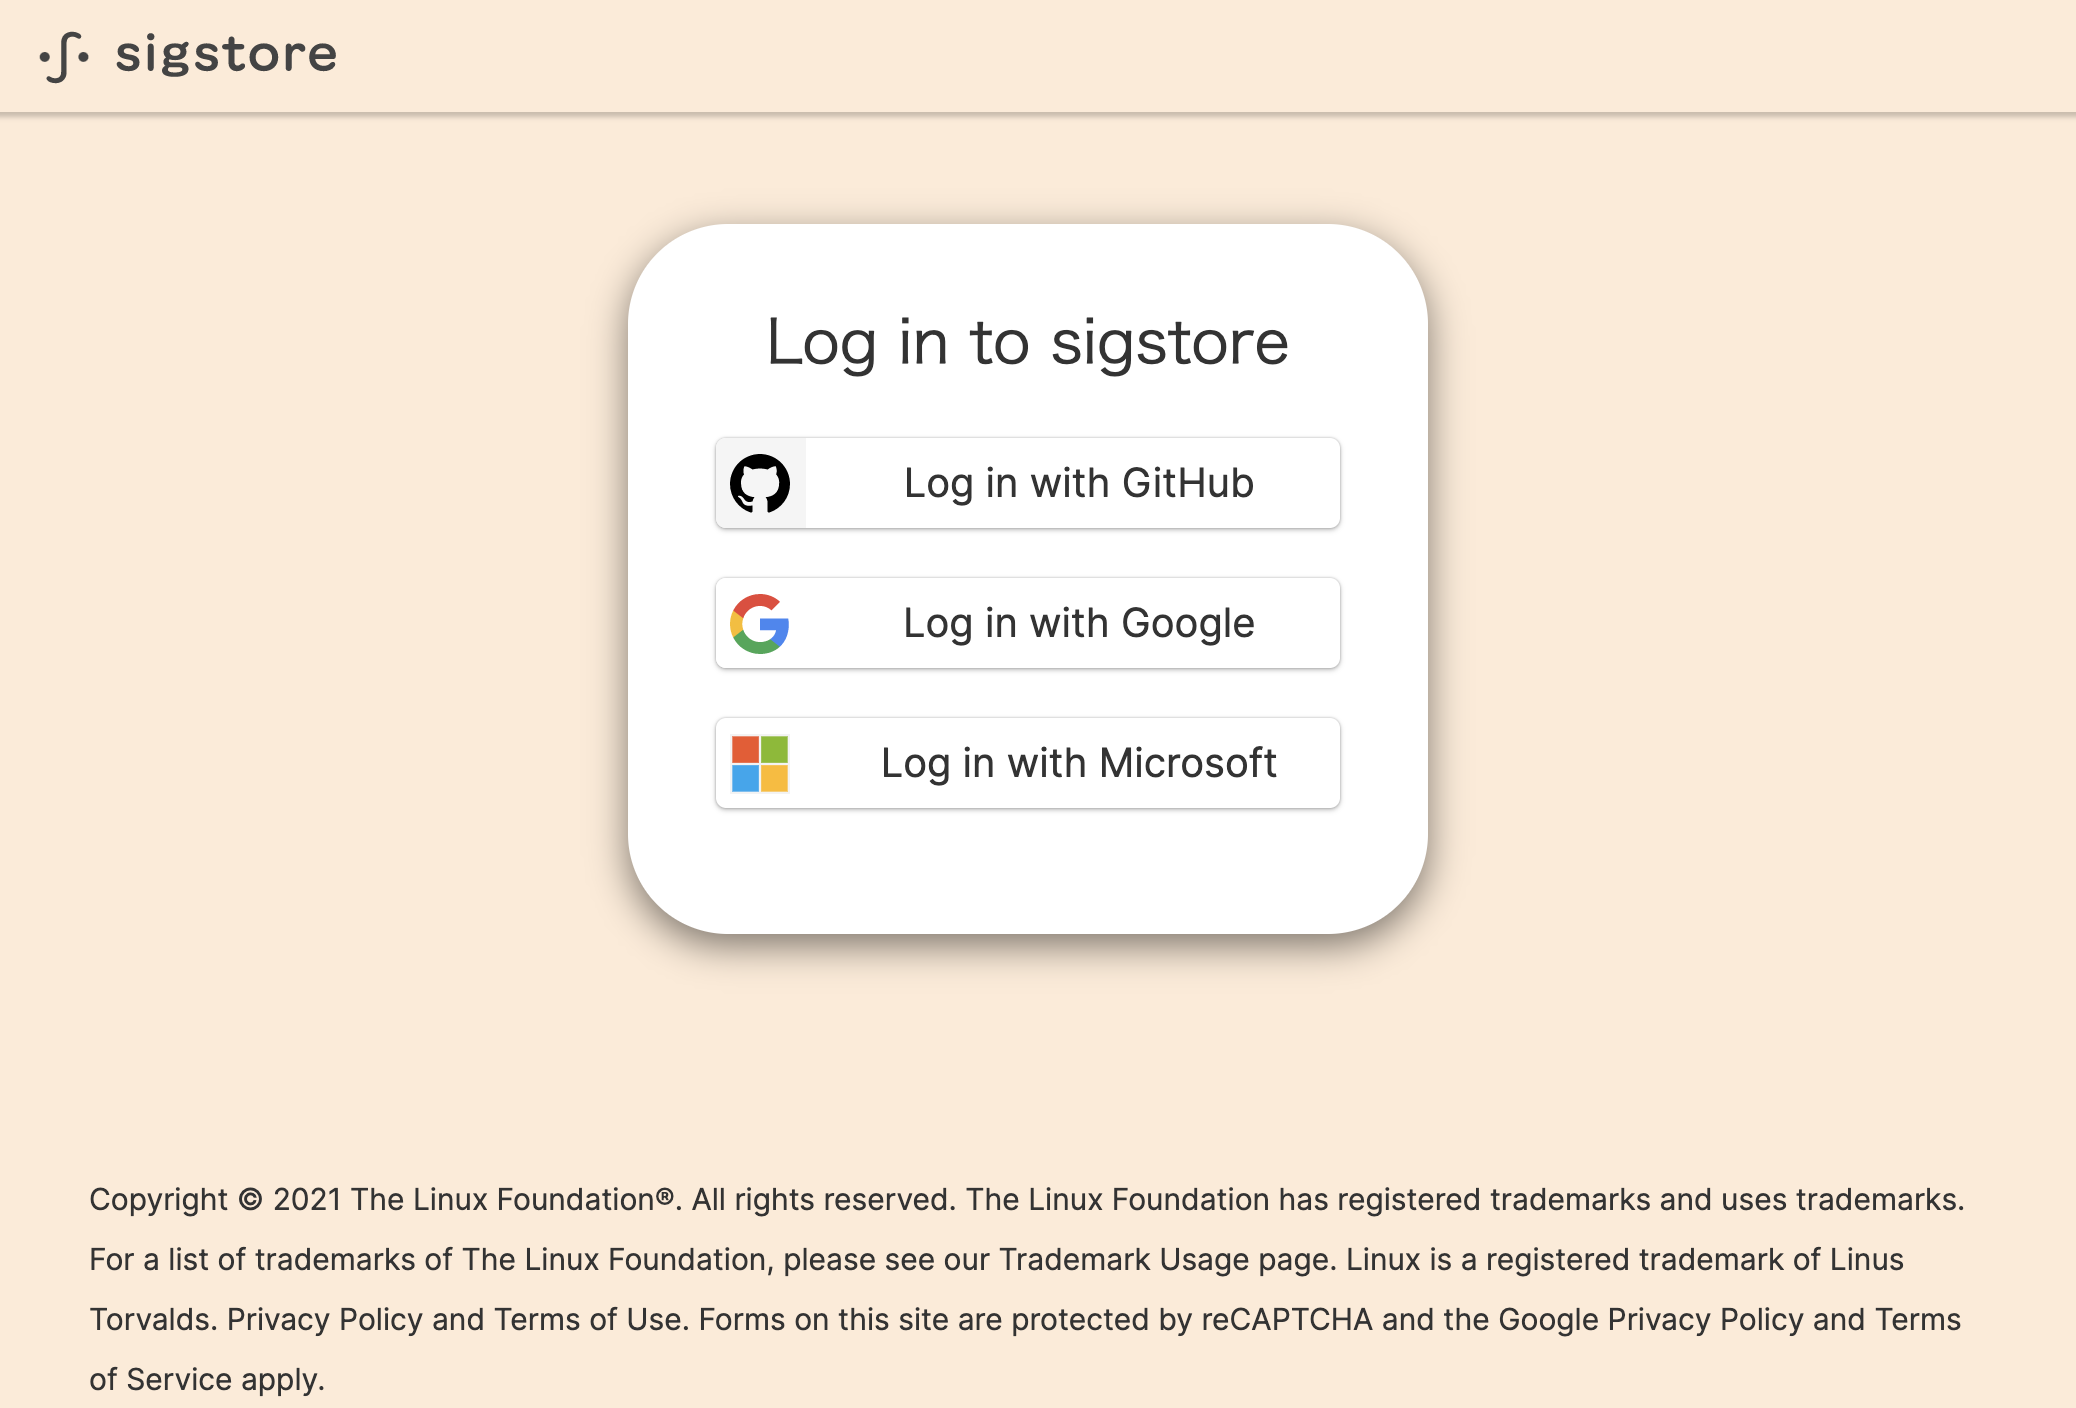 sigstore
Log in to sigstore
Log in with GitHub
Log in with Google
Log in with Microsoft
Copyright © 2021 The Linux Foundation®. All rights reserved. The Linux Foundation has registered trademarks and uses trademarks.
For a list of trademarks of The Linux Foundation, please see our Trademark Usage page. Linux is a registered trademark of Linus
Torvalds. Privacy Policy and Terms of Use. Forms on this site are protected by reCAPTCHA and the Google Privacy Policy and Terms
of Service apply.